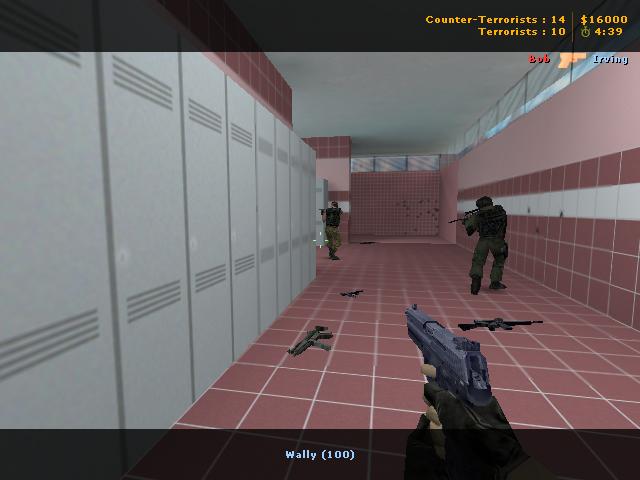 Counter-Terrorists : 14 $16000
Terrorists : 10 4:39
Bob Irving
Wally (100)